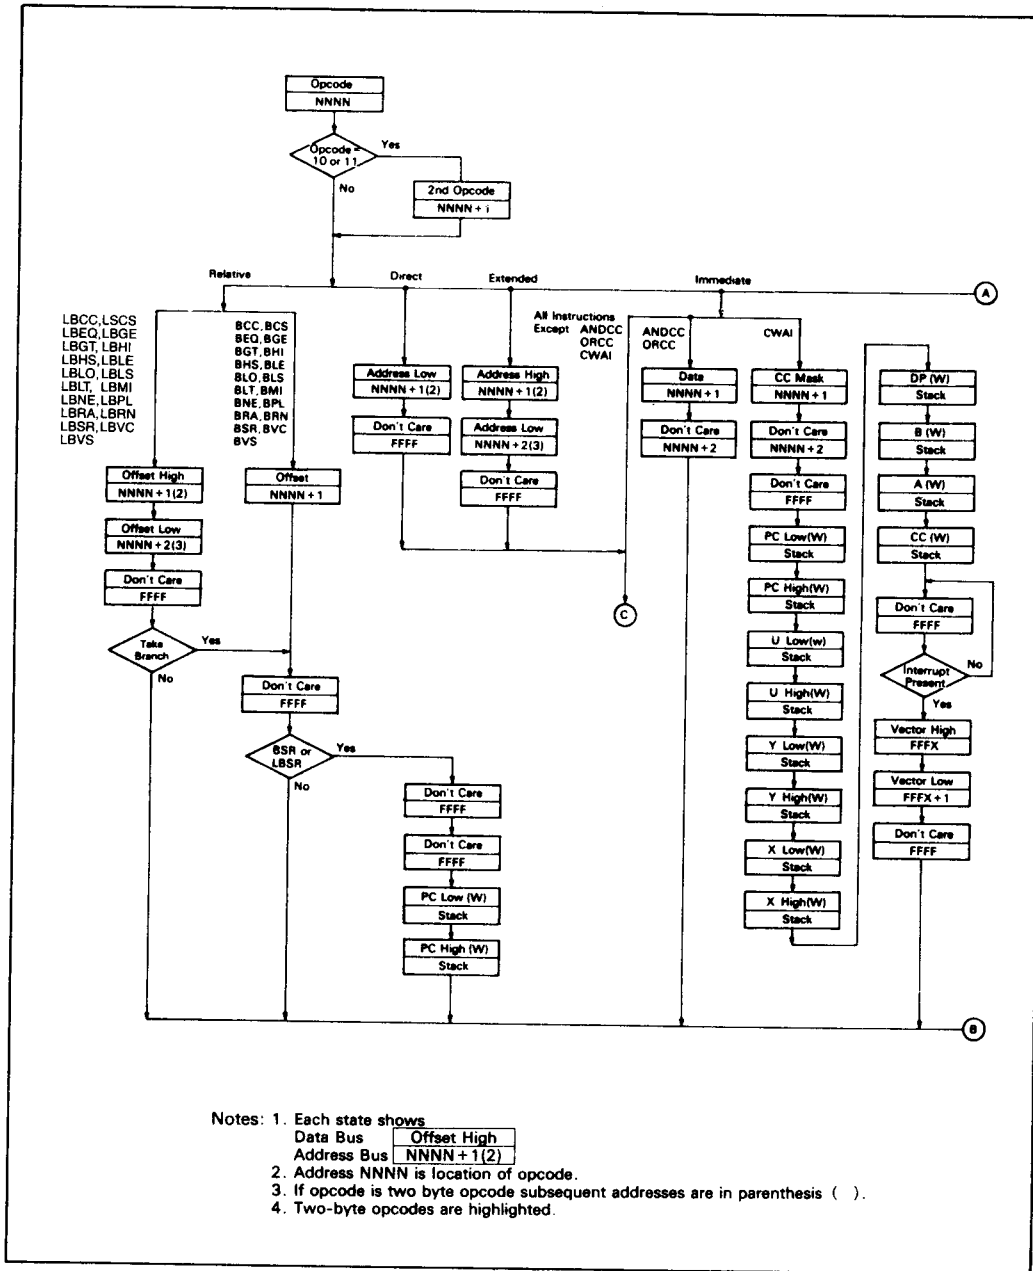 Opcode
NNNN
Opcode =
10 or 11
Yes
No
2nd Opcode
NNNN + i
Relative
Direct
Extended
Immediate
A
LBCC,LSCS
LBEQ,LBGE
LBGT, LBHI
LBHS,LBLE
LBLO,LBLS
LBLT, LBMI
LBNE,LBPL
LBRA,LBRN
LBSR,LBVC
LBVS
BCC,BCS
BEQ,BGE
BGT,BHI
BHS,BLE
BLO,BLS
BLT, BMI
BNE,BPL
BRA,BRN
BSR,BVC
BVS
Offset High
NNNN + 1(2)
Offset Low
NNNN + 2(3)
Don't Care
FFFF
Take
Branch
Yes
No
Offset
NNNN + 1
Don't Care
FFFF
BSR or
LBSR
Yes
No
Don't Care
FFFF
Don't Care
FFFF
PC Low (W)
Stack
PC High (W)
Stack
Address Low
NNNN + 1(2)
Don't Care
FFFF
Address High
NNNN + 1(2)
Address Low
NNNN + 2(3)
Don't Care
FFFF
All Instructions
Except ANDCC
ORCC
CWAI
C
ANDCC
ORCC
Data
NNNN + 1
Don't Care
NNNN + 2
CWAI
CC Mask
NNNN + 1
Don't Care
NNNN + 2
Don't Care
FFFF
PC Low(W)
Stack
PC High(W)
Stack
U Low(w)
Stack
U High(W)
Stack
Y Low(W)
Stack
Y High(W)
Stack
X Low(W)
Stack
X High(W)
Stack
DP (W)
Stack
B (W)
Stack
A (W)
Stack
CC (W)
Stack
Don't Care
FFFF
Interrupt
Present
No
Yes
Vector High
FFFX
Vector Low
FFFX + 1
Don't Care
FFFF
B
Notes: 1. Each state shows
Data Bus Offset High
Address Bus NNNN + 1(2)
2. Address NNNN is location of opcode.
3. If opcode is two byte opcode subsequent addresses are in parenthesis ( ).
4. Two-byte opcodes are highlighted.